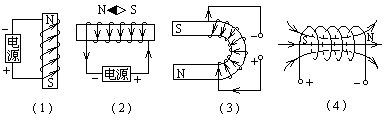 N S
－ 电源 ＋ N S
－ 电源 ＋
S N － ＋
S N ＋ －
(1) (2) (3) (4)